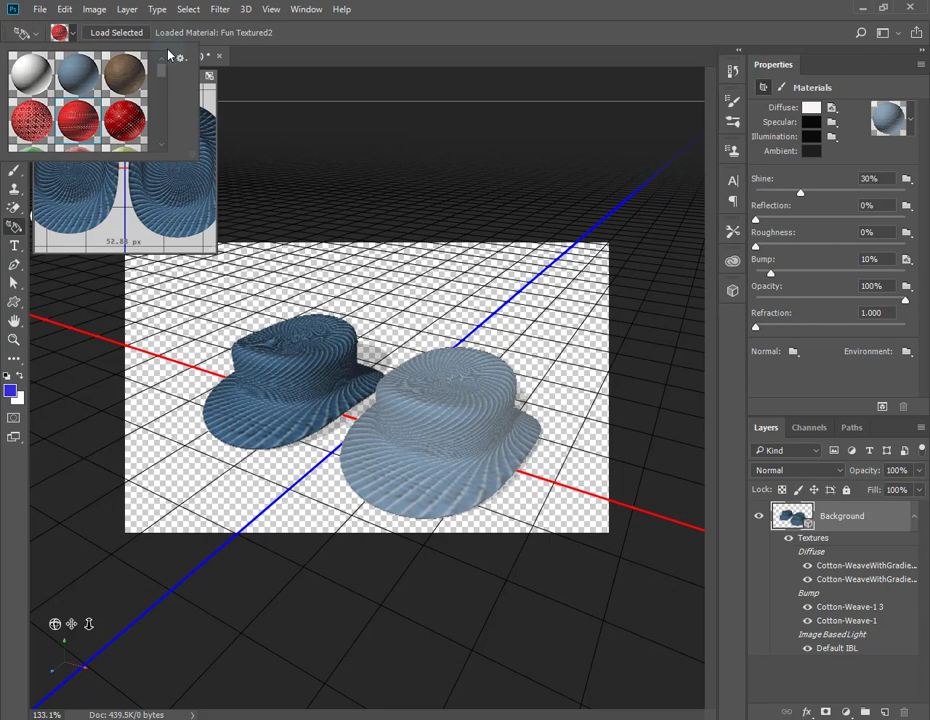 Ps File Edit Image Layer Type Select Filter 3D View Window Help
Load Selected Loaded Material: Fun Textured2
) * ×
52.83 px
Properties
Materials
Diffuse:
Specular:
Illumination:
Ambient:
Shine: 30%
Reflection: 0%
Roughness: 0%
Bump: 10%
Opacity: 100%
Refraction: 1.000
Normal: Environment:
Layers Channels Paths
Kind
Normal Opacity: 100%
Lock: Fill: 100%
Background
Textures
Diffuse
Cotton-WeaveWithGradie...
Cotton-WeaveWithGradie...
Bump
Cotton-Weave-1 3
Cotton-Weave-1
Image Based Light
Default IBL
fx
133.1% Doc: 439.5K/0 bytes